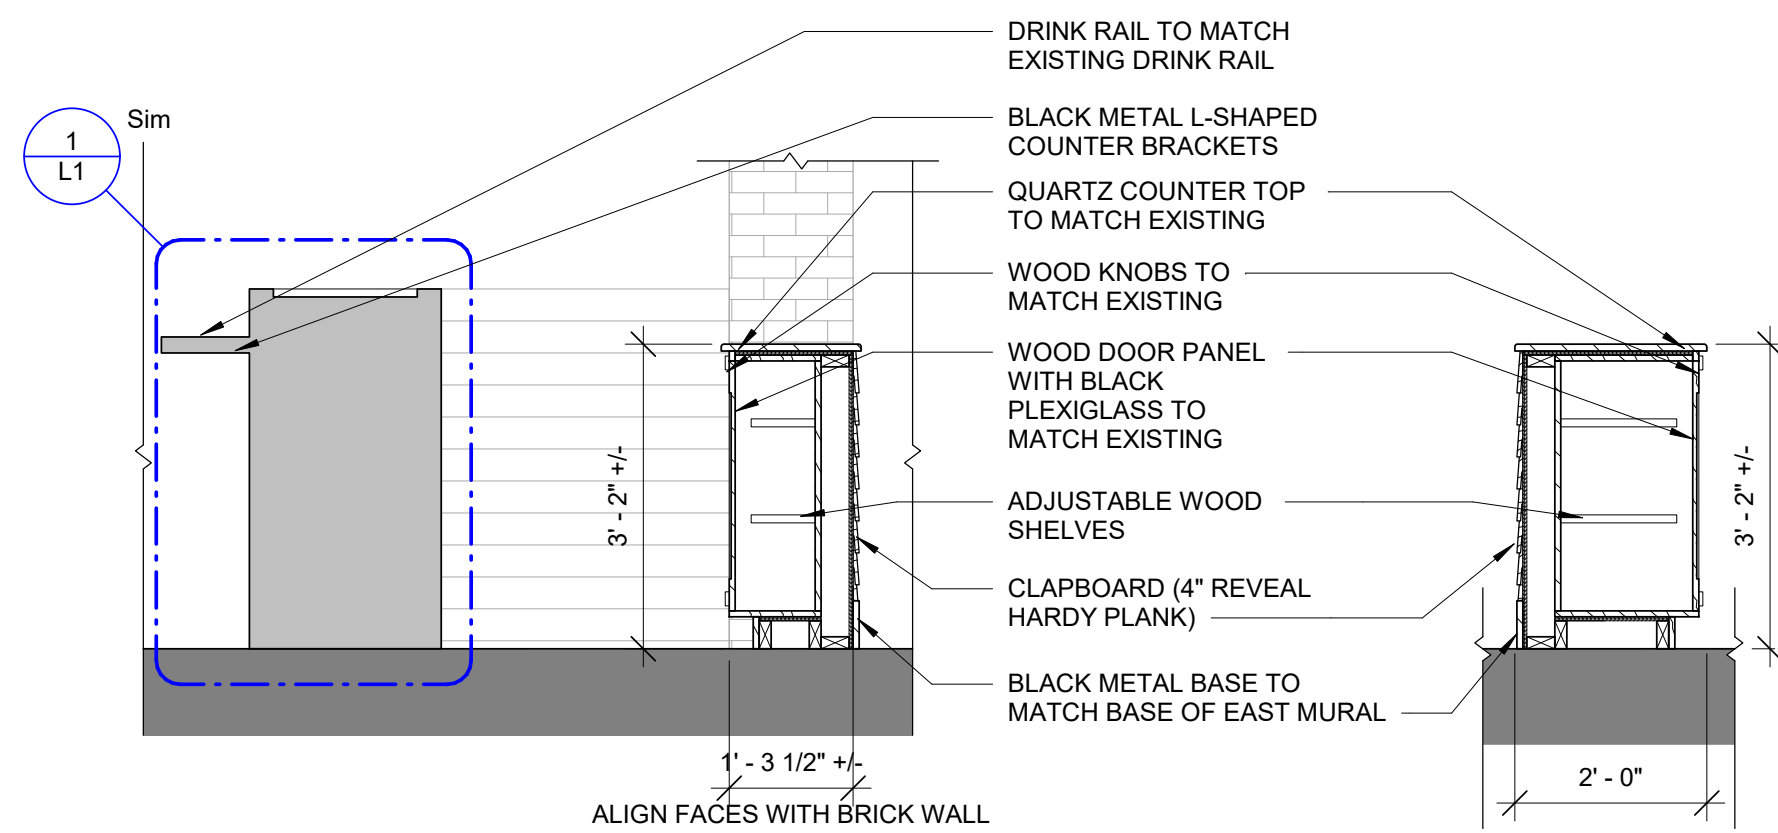 DRINK RAIL TO MATCH
EXISTING DRINK RAIL
Sim
1
L1
BLACK METAL L-SHAPED
COUNTER BRACKETS
QUARTZ COUNTER TOP
TO MATCH EXISTING
WOOD KNOBS TO
MATCH EXISTING
WOOD DOOR PANEL
WITH BLACK
PLEXIGLASS TO
MATCH EXISTING
3' - 2" +/-
3' - 2" +/-
ADJUSTABLE WOOD
SHELVES
CLAPBOARD (4" REVEAL
HARDY PLANK)
BLACK METAL BASE TO
MATCH BASE OF EAST MURAL
1' - 3 1/2" +/-
2' - 0"
ALIGN FACES WITH BRICK WALL